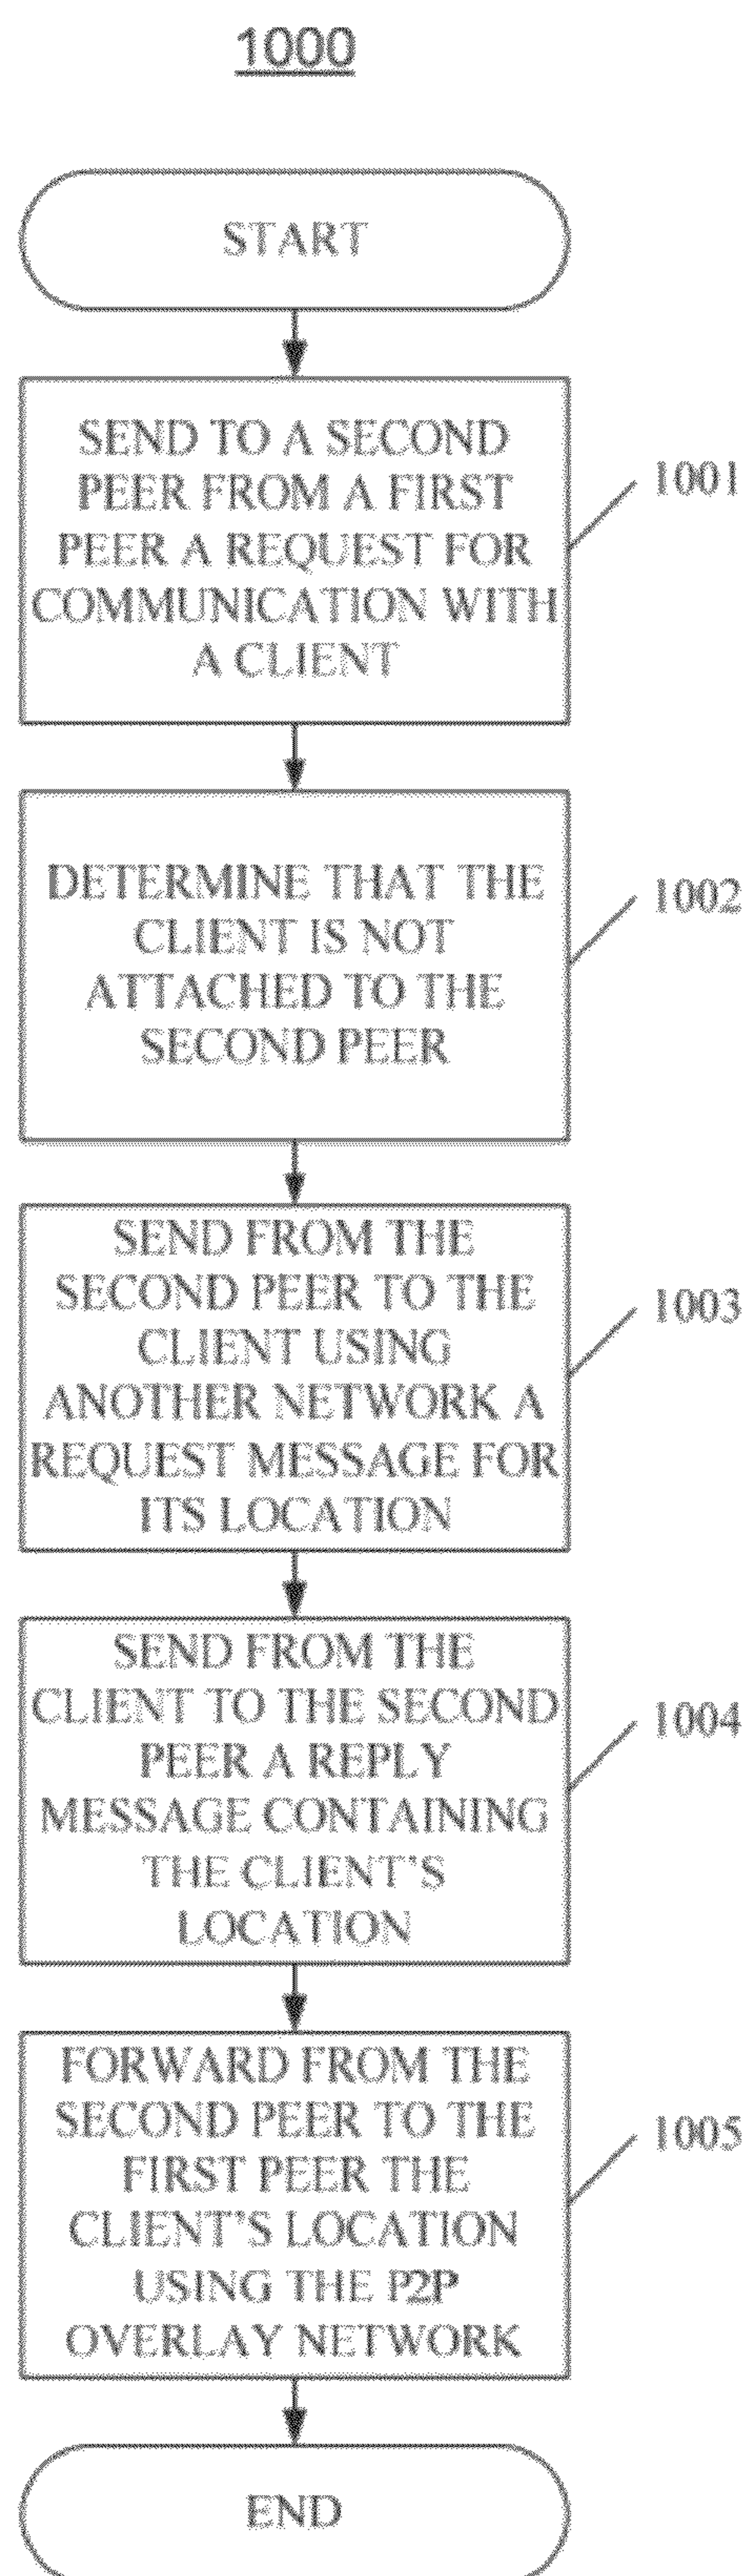 1000
START
SEND TO A SECOND
PEER FROM A FIRST
PEER A REQUEST FOR
COMMUNICATION WITH
A CLIENT
1001
DETERMINE THAT THE
CLIENT IS NOT
ATTACHED TO THE
SECOND PEER
1002
SEND FROM THE
SECOND PEER TO THE
CLIENT USING
ANOTHER NETWORK A
REQUEST MESSAGE FOR
ITS LOCATION
1003
SEND FROM THE
CLIENT TO THE SECOND
PEER A REPLY
MESSAGE CONTAINING
THE CLIENT'S
LOCATION
1004
FORWARD FROM THE
SECOND PEER TO THE
FIRST PEER THE
CLIENT'S LOCATION
USING THE P2P
OVERLAY NETWORK
1005
END